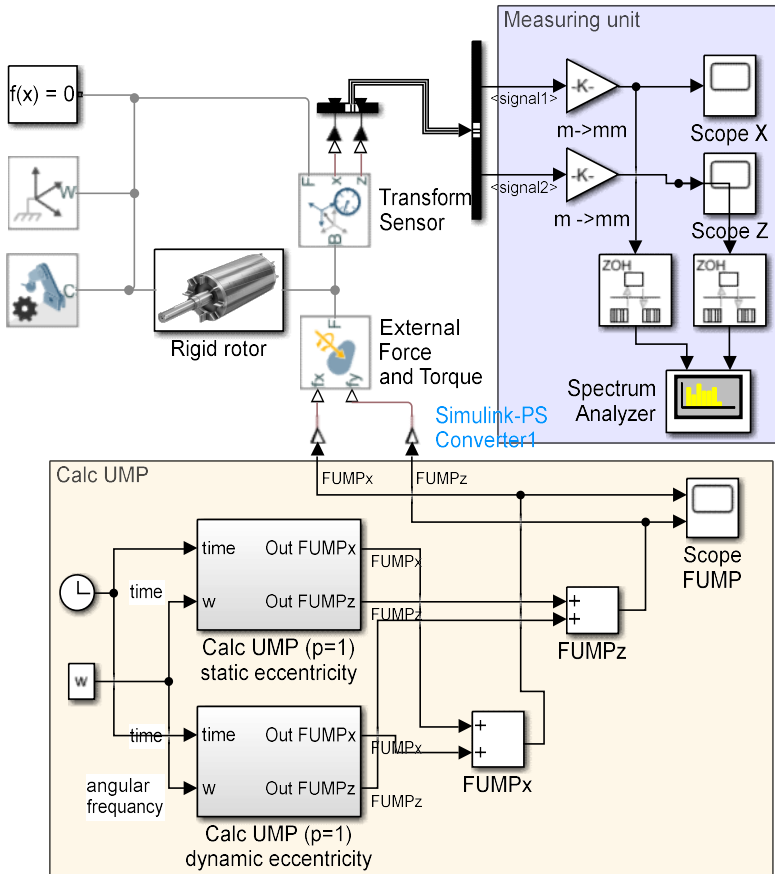 Measuring unit
f(x) = 0
-K-
<signal1>
m->mm
Scope X
W
F
x
z
Transform
Sensor
-K-
<signal2>
m ->mm
Scope Z
B
C
ZOH
ZOH
Rigid rotor
F
External
Force
and Torque
fx
fy
Spectrum
Analyzer
Simulink-PS
Converter1
Calc UMP
FUMPx
FUMPz
Scope
FUMP
time
Out FUMPx
FUMPx
time
w
Out FUMPz
FUMPz
Calc UMP (p=1)
static eccentricity
+
+
FUMPz
w
time
time
Out FUMPx
FUMPx
+
+
FUMPx
angular
frequancy
w
Out FUMPz
FUMPz
Calc UMP (p=1)
dynamic eccentricity